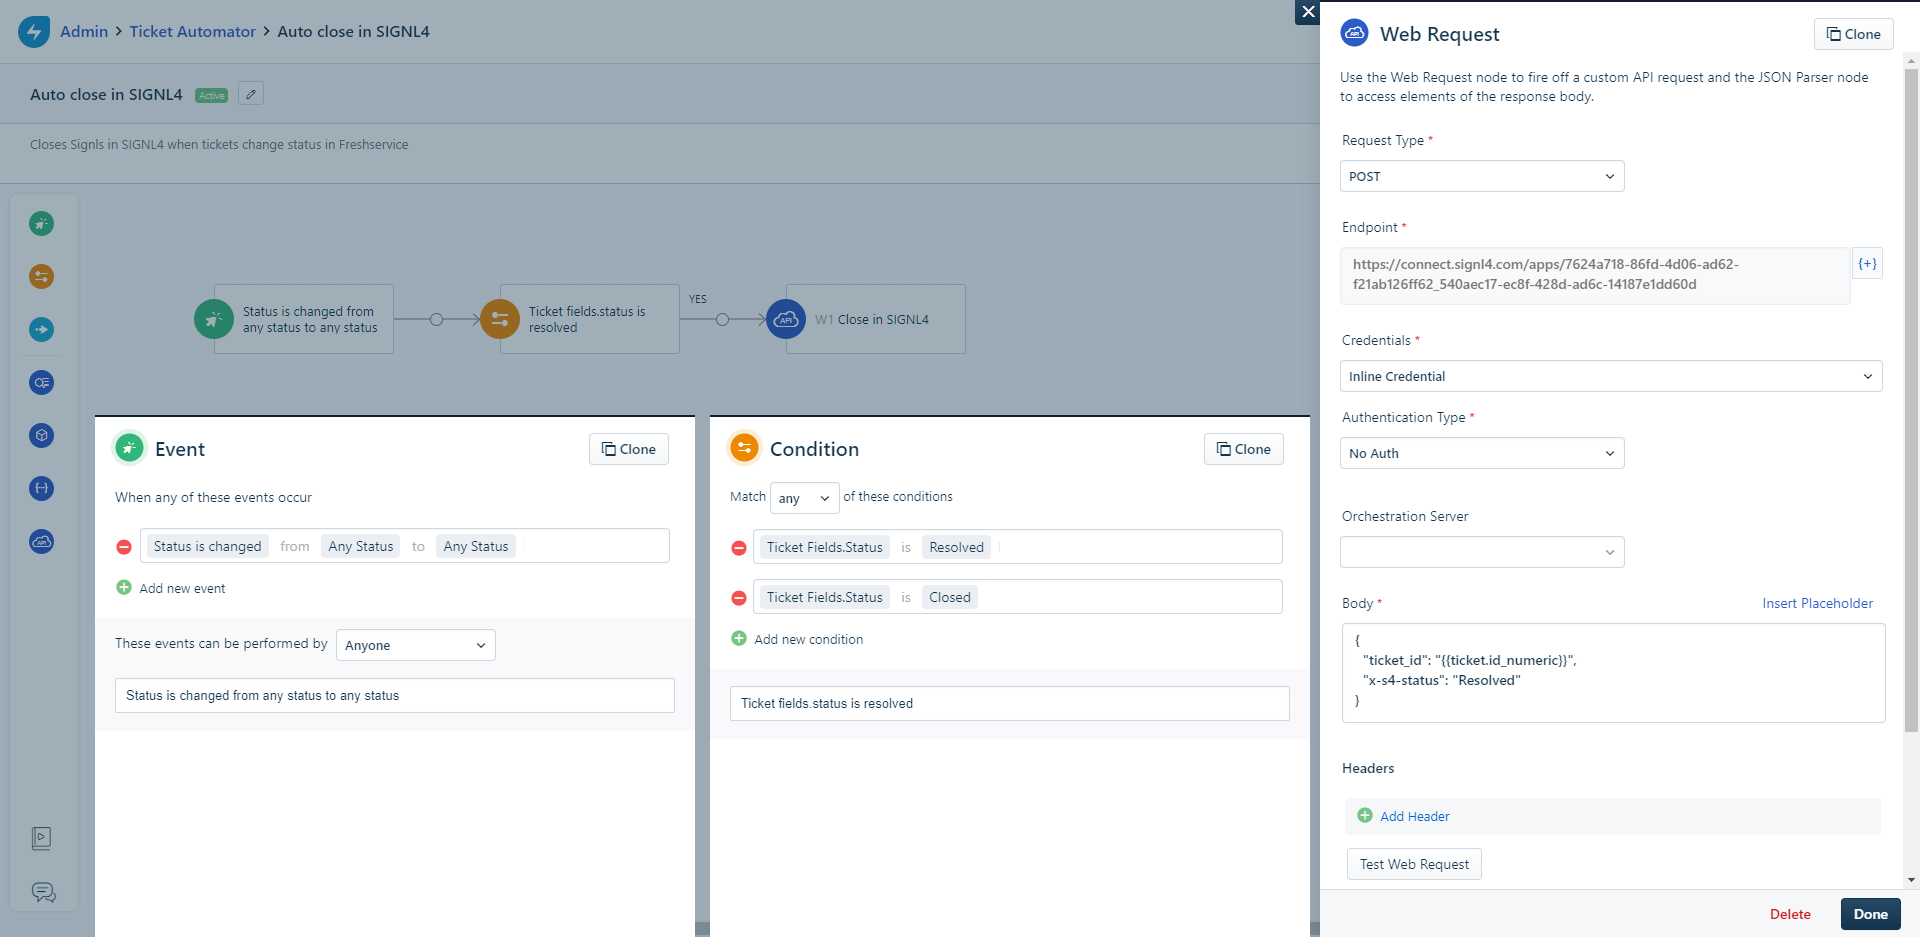 Admin > Ticket Automator > Auto close in SIGNL4
Auto close in SIGNL4 Active
Closes Signls in SIGNL4 when tickets change status in Freshservice
Status is changed from
any status to any status
Ticket fields.status is
resolved
YES
API
W1 Close in SIGNL4
API
Event
Clone
When any of these events occur
Status is changed from Any Status to Any Status
Add new event
These events can be performed by Anyone
Status is changed from any status to any status
Condition
Clone
Match any of these conditions
Ticket Fields.Status is Resolved
Ticket Fields.Status is Closed
Add new condition
Ticket fields.status is resolved
API
Web Request
Clone
Use the Web Request node to fire off a custom API request and the JSON Parser node
to access elements of the response body.
Request Type *
POST
Endpoint *
https://connect.signl4.com/apps/7624a718-86fd-4d06-ad62-
f21ab126ff62_540aec17-ec8f-428d-ad6c-14187e1dd60d
{+}
Credentials *
Inline Credential
Authentication Type *
No Auth
Orchestration Server
Body *
Insert Placeholder
{
"ticket_id": "{{ticket.id_numeric}}",
"x-s4-status": "Resolved"
}
Headers
Add Header
Test Web Request
Delete
Done